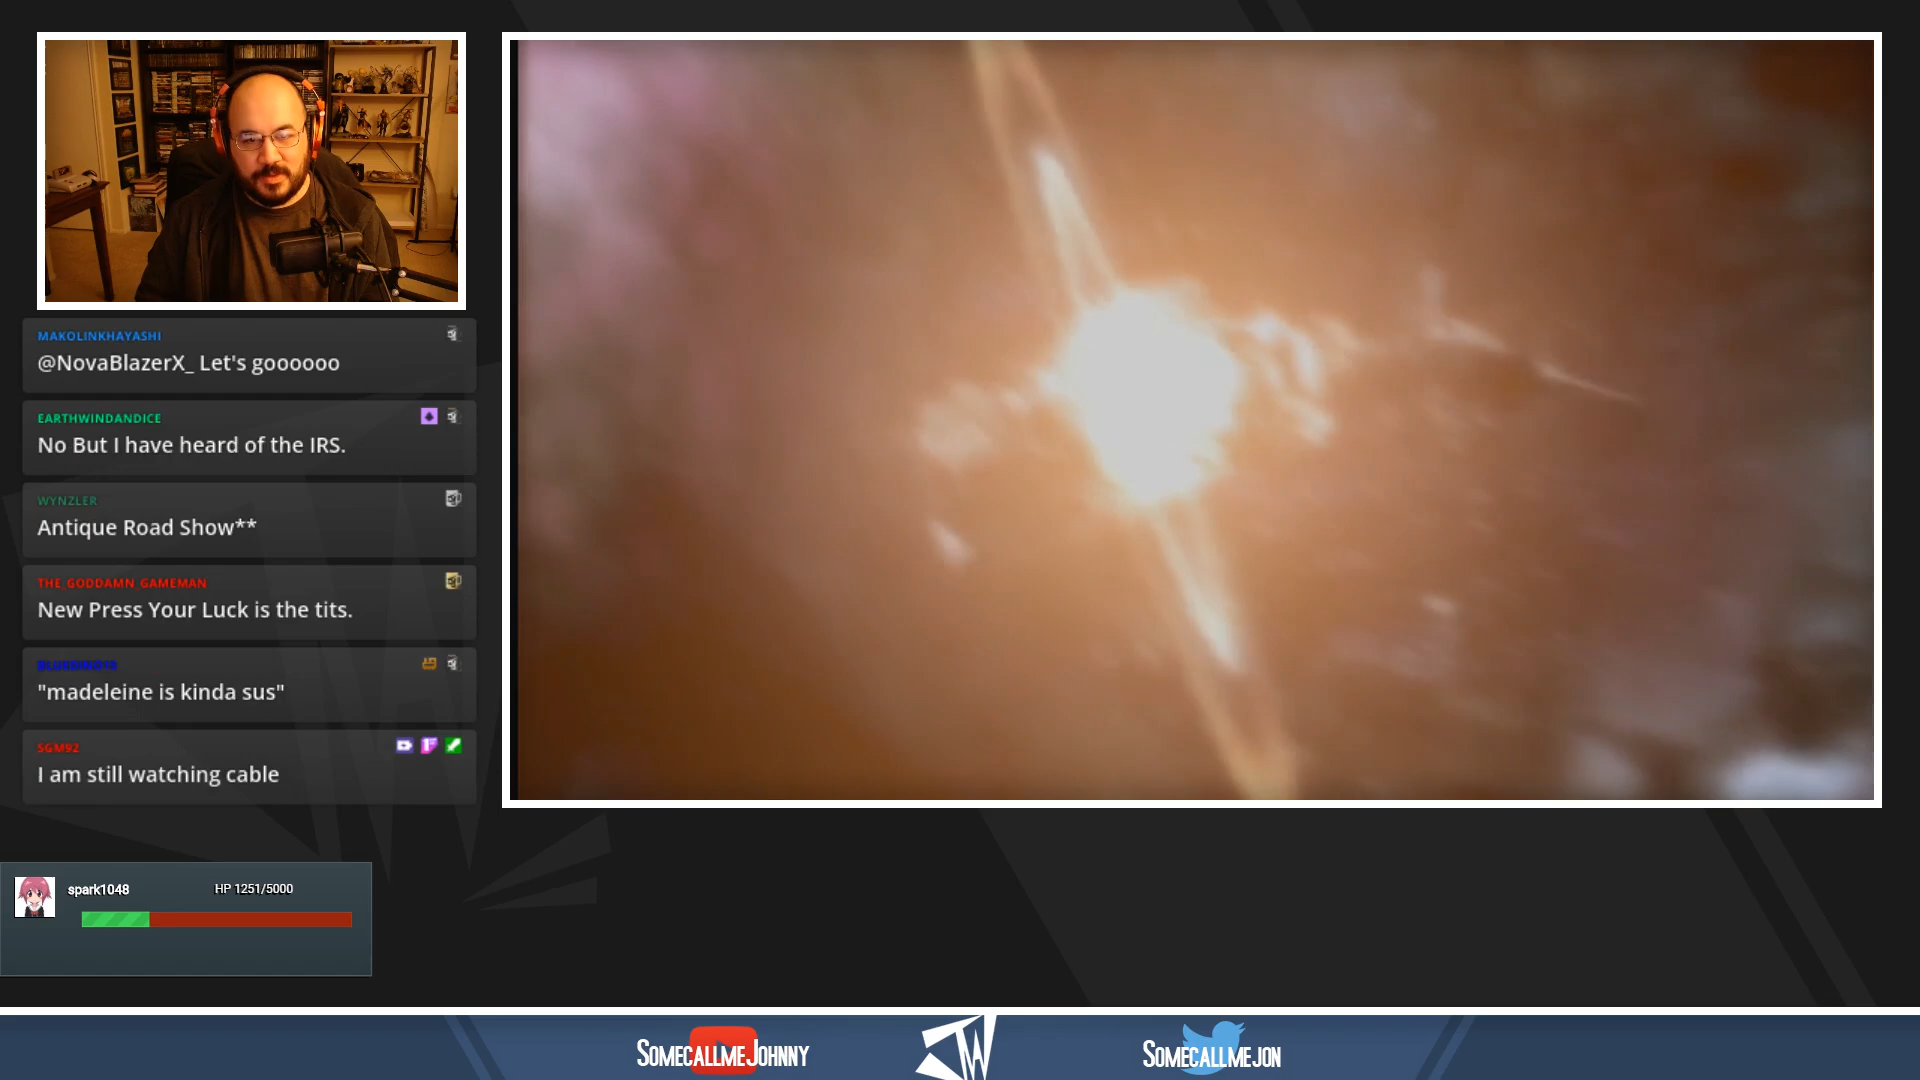 MAKOLINKHAYASHI
@NovaBlazerX_ Let's goooooo
EARTHWINDANDICE
No But I have heard of the IRS.
WYNZLER
Antique Road Show**
THE_GODDAMN_GAMEMAN
New Press Your Luck is the tits.
"madeleine is kinda sus"
SGM92
I am still watching cable
spark1048
HP 1251/5000
SOMECALLMEJOHNNY
SOMECALLMEJON